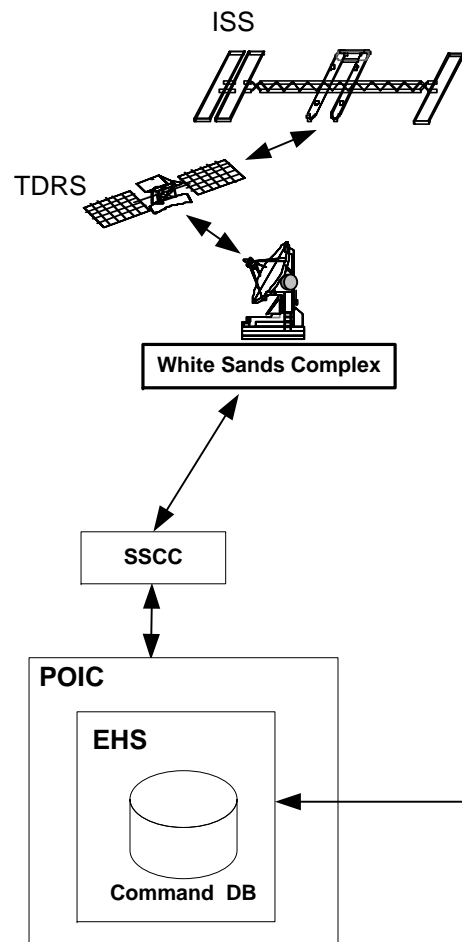 ISS
TDRS
White Sands Complex
SSCC
POIC
EHS
Command DB